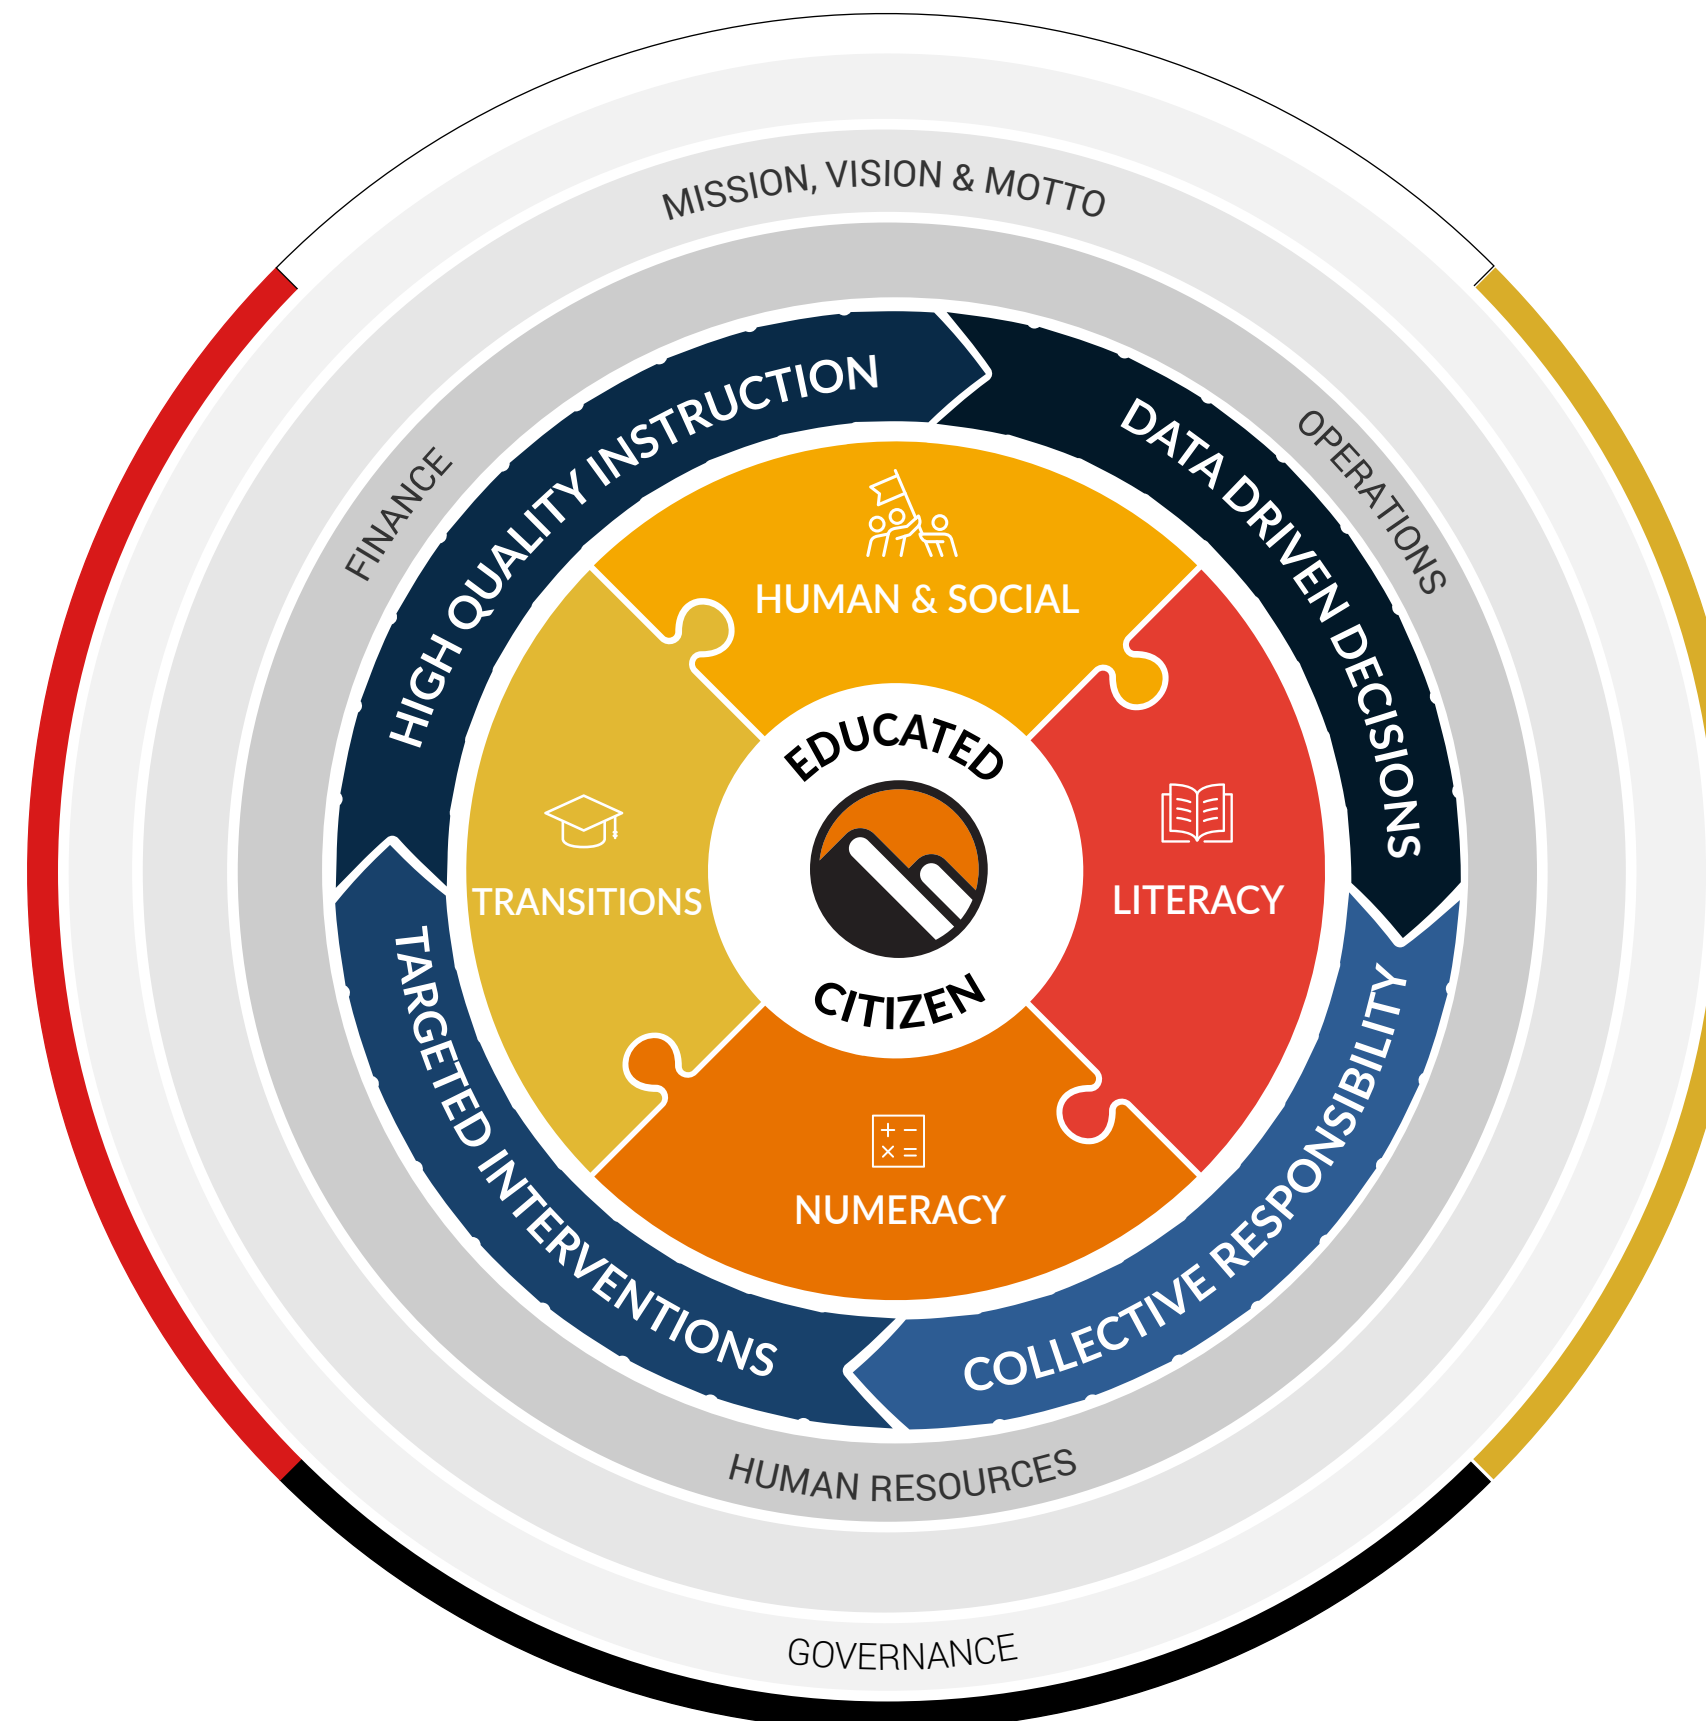 MISSION, VISION & MOTTO
FINANCE
OPERATIONS
HIGH QUALITY INSTRUCTION
DATA DRIVEN DECISIONS
HUMAN & SOCIAL
EDUCATED
TRANSITIONS
LITERACY
CITIZEN
NUMERACY
TARGETED INTERVENTIONS
COLLECTIVE RESPONSIBILITY
HUMAN RESOURCES
GOVERNANCE